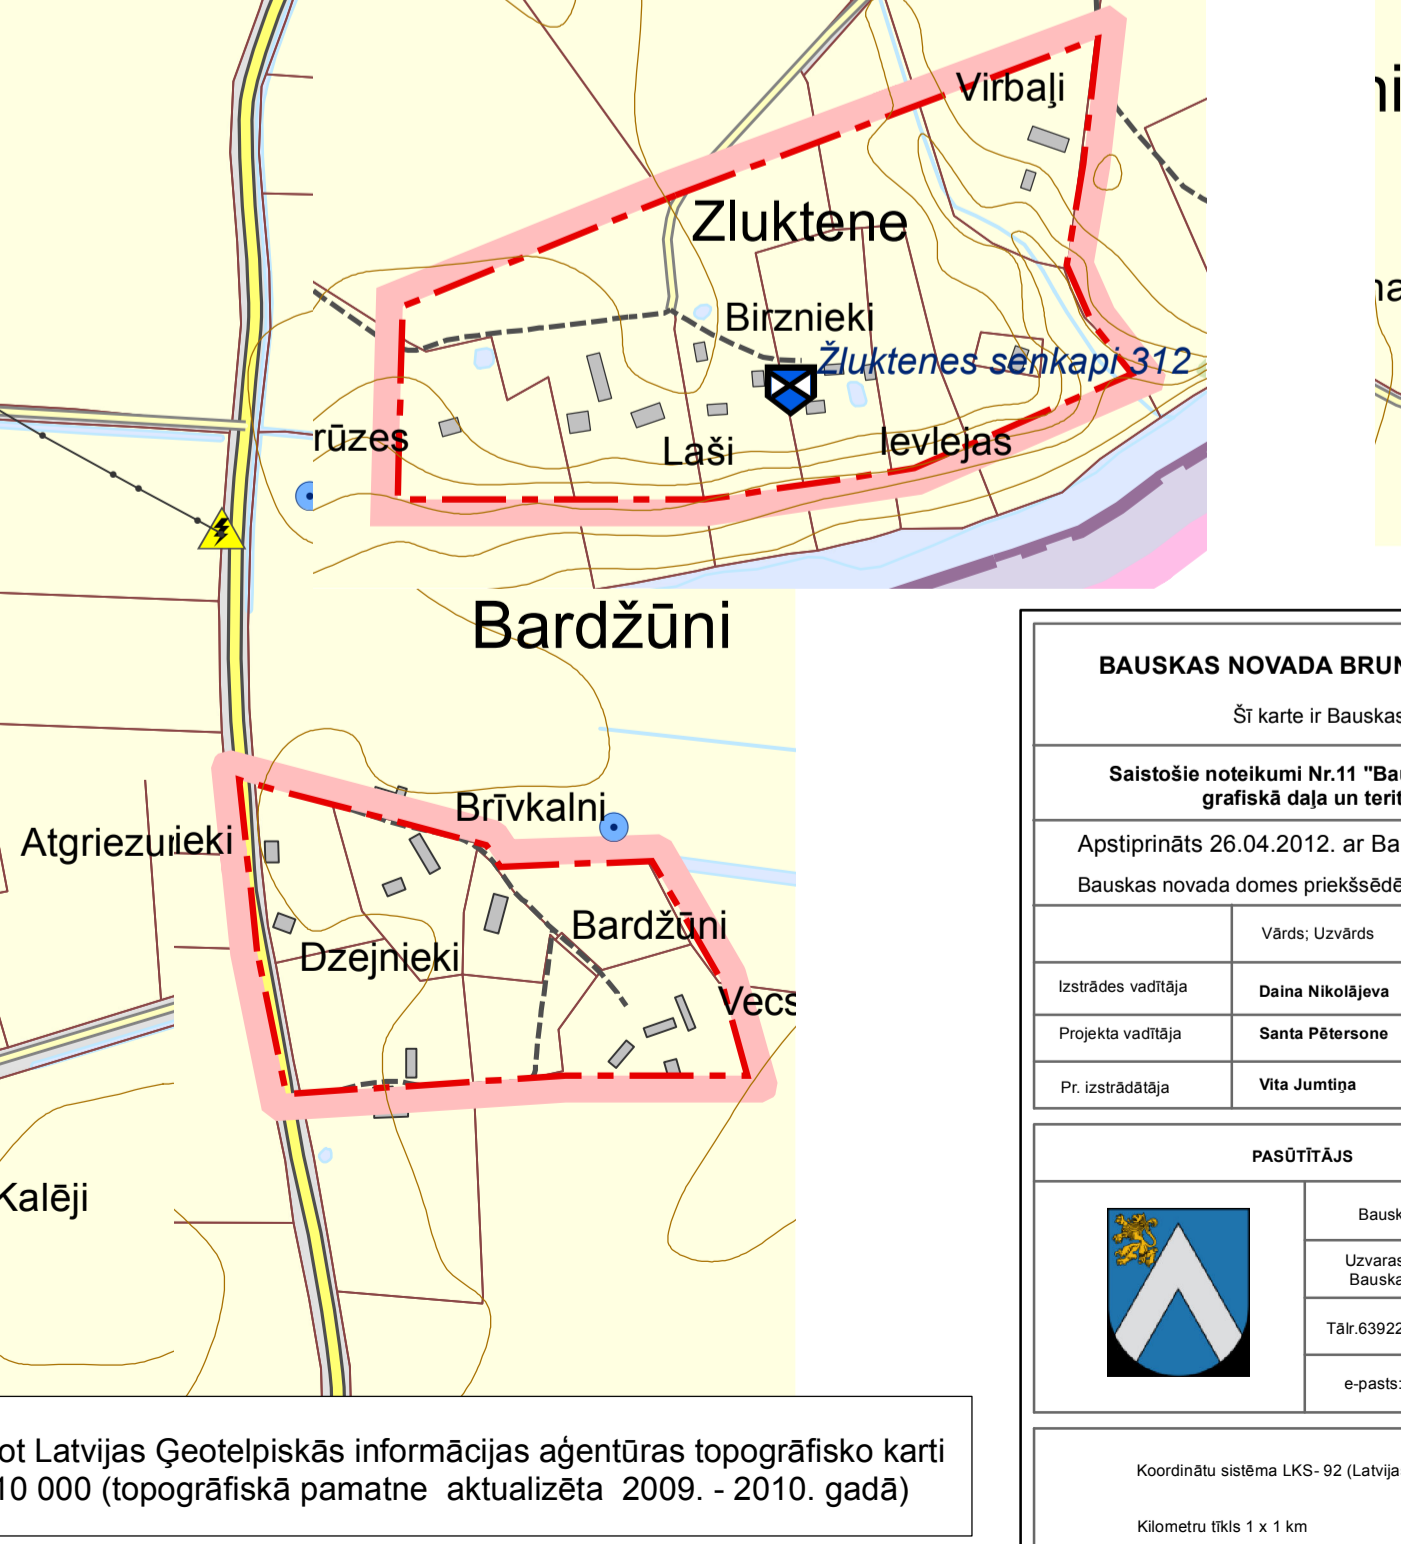 Virbaļi
Zluktene
Birznieki
Žluktenes senkapi 312
rūzes
Laši
Ievlejas
Bardžūni
Brīvkalni
Atgriezu
ieki
Bardžūni
Dzejnieki
Vecs
Kalēji
ot Latvijas Ģeotelpiskās informācijas aģentūras topogrāfisko karti
10 000 (topogrāfiskā pamatne aktualizēta 2009. - 2010. gadā)
BAUSKAS NOVADA BRUN
Šī karte ir Bauskas
Saistošie noteikumi Nr.11 "Bau
grafiskā daļa un terit
Apstiprināts 26.04.2012. ar Ba
Bauskas novada domes priekšsēdē
Vārds; Uzvārds
Izstrādes vadītāja Daina Nikolājeva
Projekta vadītāja Santa Pētersone
Pr. izstrādātāja Vita Jumtiņa
PASŪTĪTĀJS
Bausk
Uzvaras
Bauska
Tālr.63922
e-pasts:
Koordinātu sistēma LKS- 92 (Latvijas
Kilometru tīkls 1 x 1 km